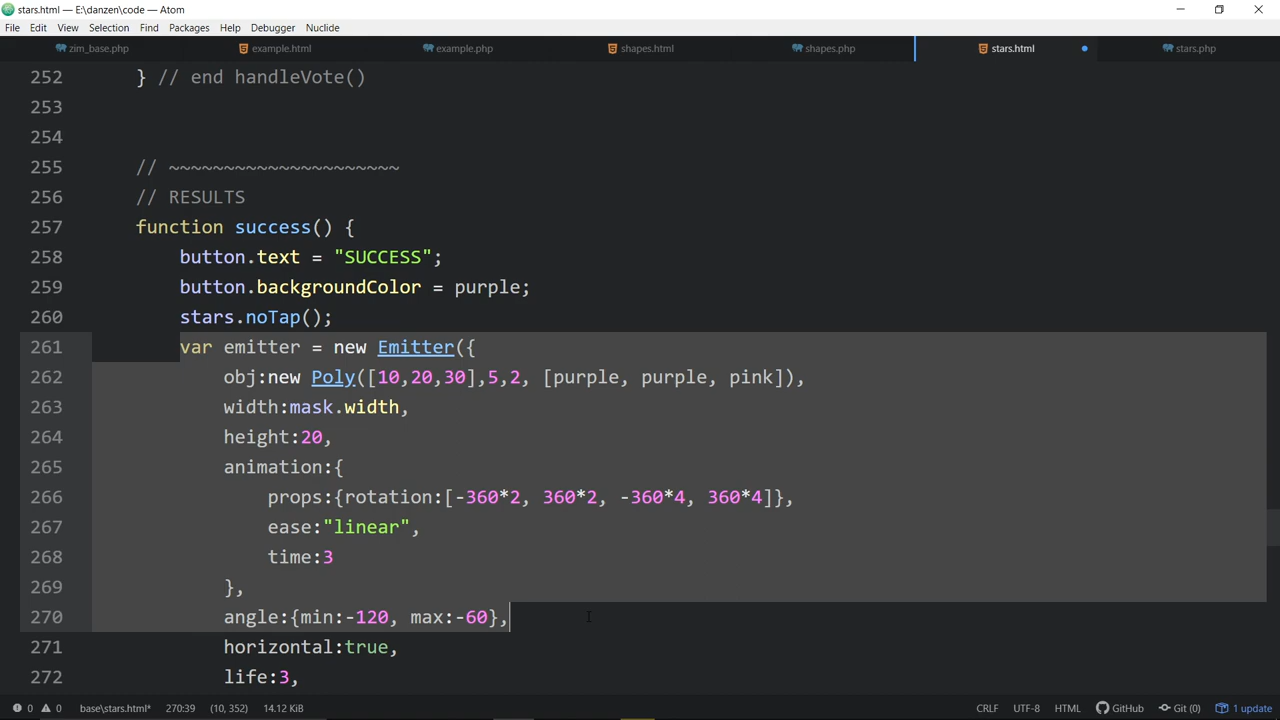 stars.html — E:\danzen\code — Atom
File Edit View Selection Find Packages Help Debugger Nuclide
zim_base.php example.html example.php shapes.html shapes.php stars.html stars.php
252 } // end handleVote()
253
254
255 // ~~~~~~~~~~~~~~~~~~~~~
256 // RESULTS
257 function success() {
258 button.text = "SUCCESS";
259 button.backgroundColor = purple;
260 stars.noTap();
261 var emitter = new Emitter({
262 obj:new Poly([10,20,30],5,2, [purple, purple, pink]),
263 width:mask.width,
264 height:20,
265 animation:{
266 props:{rotation:[-360*2, 360*2, -360*4, 360*4]},
267 ease:"linear",
268 time:3
269 },
270 angle:{min:-120, max:-60},
271 horizontal:true,
272 life:3,
0 0 base\stars.html* 270:39 (10, 352) 14.12 KiB CRLF UTF-8 HTML GitHub Git (0) 1 update